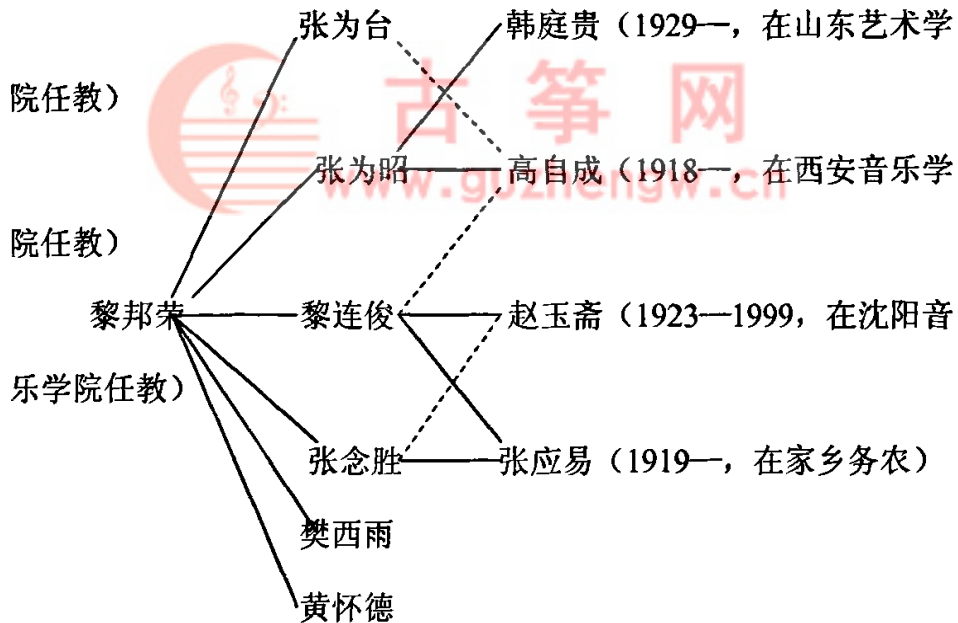 张为台 韩庭贵（1929—，在山东艺术学
院任教）
古筝网
张为昭 高自成（1918—，在西安音乐学
www.guzhengw.cn
院任教）
黎邦荣 黎连俊 赵玉斋（1923—1999，在沈阳音
乐学院任教）
张念胜 张应易（1919—，在家乡务农）
樊西雨
黄怀德